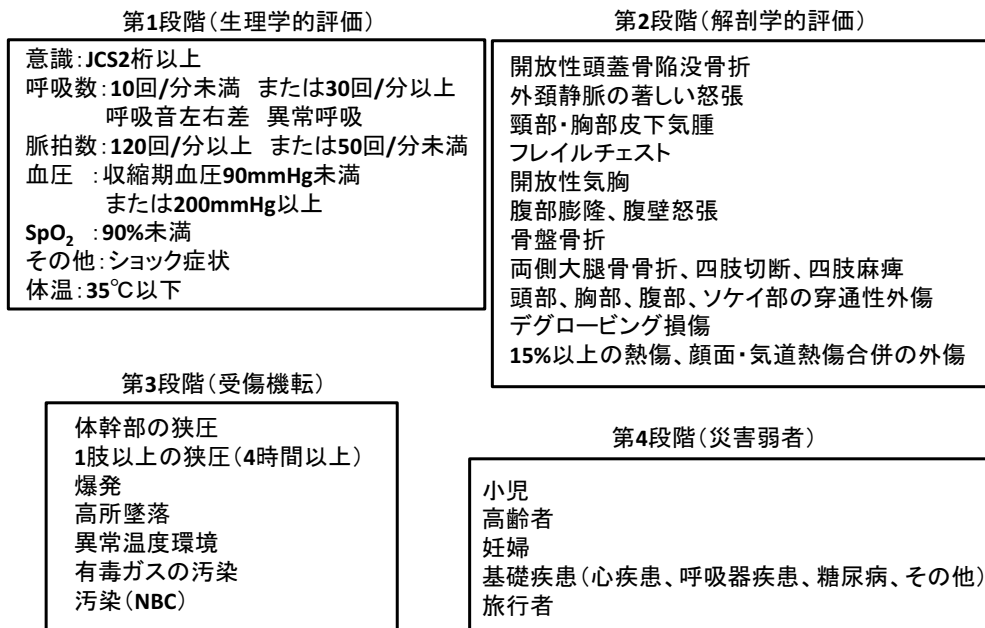 第1段階（生理学的評価）
意識：JCS2桁以上
呼吸数：10回/分未満　または30回/分以上
呼吸音左右差　異常呼吸
脈拍数：120回/分以上　または50回/分未満
血圧　：収縮期血圧90mmHg未満
または200mmHg以上
SpO₂　：90%未満
その他：ショック症状
体温：35℃以下
第2段階（解剖学的評価）
開放性頭蓋骨陥没骨折
外頚静脈の著しい怒張
頸部・胸部皮下気腫
フレイルチェスト
開放性気胸
腹部膨隆、腹壁怒張
骨盤骨折
両側大腿骨骨折、四肢切断、四肢麻痺
頭部、胸部、腹部、ソケイ部の穿通性外傷
デグロービング損傷
15%以上の熱傷、顔面・気道熱傷合併の外傷
第3段階（受傷機転）
体幹部の狭圧
1肢以上の狭圧（4時間以上）
爆発
高所墜落
異常温度環境
有毒ガスの汚染
汚染（NBC）
第4段階（災害弱者）
小児
高齢者
妊婦
基礎疾患（心疾患、呼吸器疾患、糖尿病、その他）
旅行者